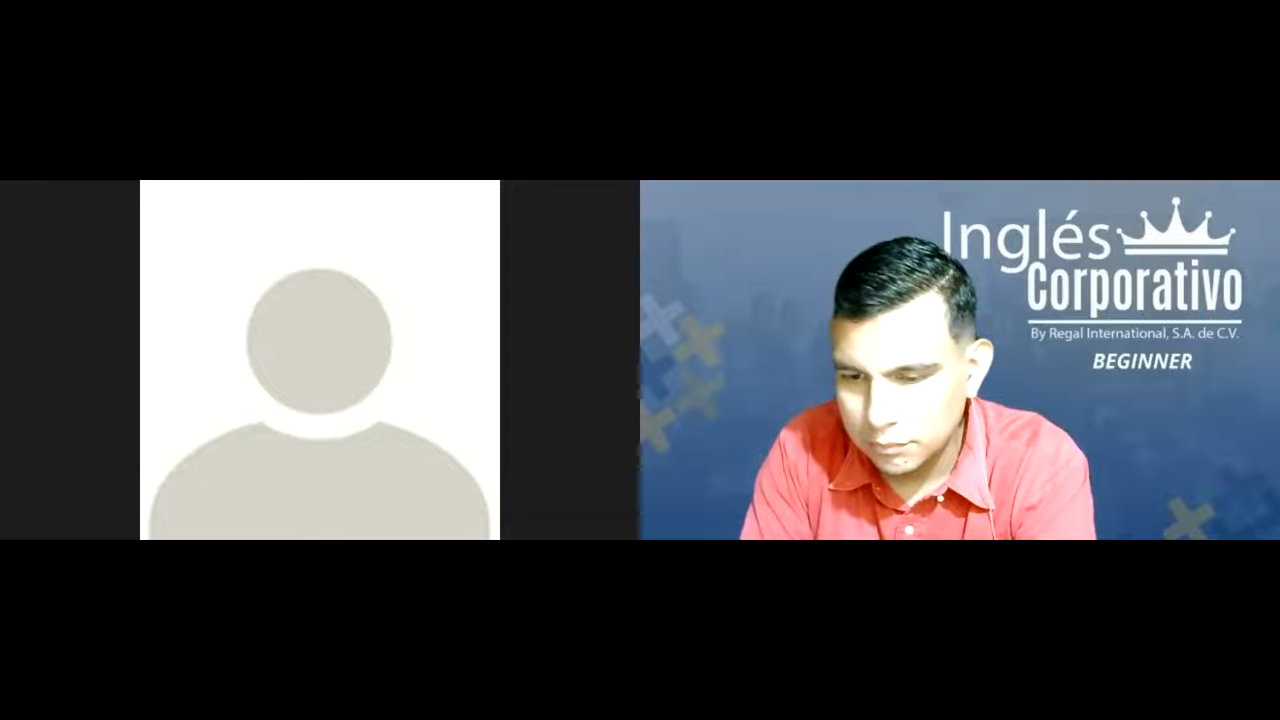 Inglés
Corporativo
By Regal International, S.A. de C.V.
BEGINNER